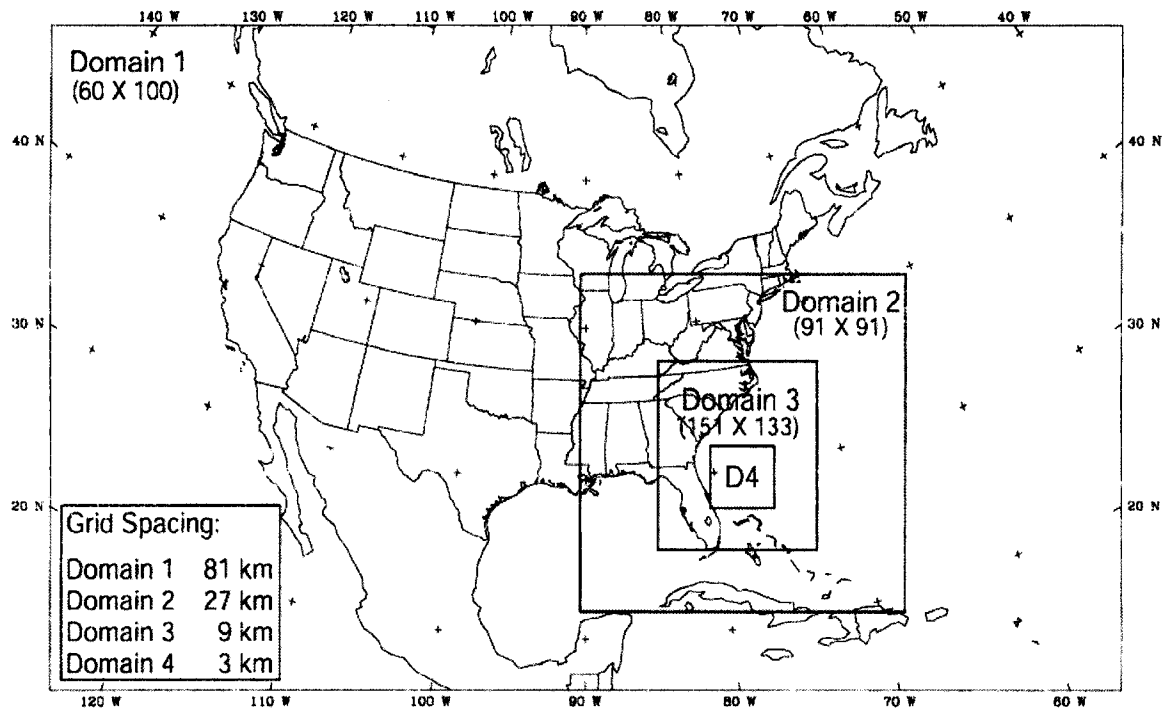 140 W 130 W 120 W 110 W 100 W 90 W 80 W 70 W 60 W 50 W 40 W
Domain 1
(60 X 100)
40 N 40 N
Domain 2
(91 X 91)
30 N 30 N
Domain 3
(151 X 133)
D4
20 N 20 N
Grid Spacing:
Domain 1 81 km
Domain 2 27 km
Domain 3 9 km
Domain 4 3 km
120 W 110 W 100 W 90 W 80 W 70 W 60 W